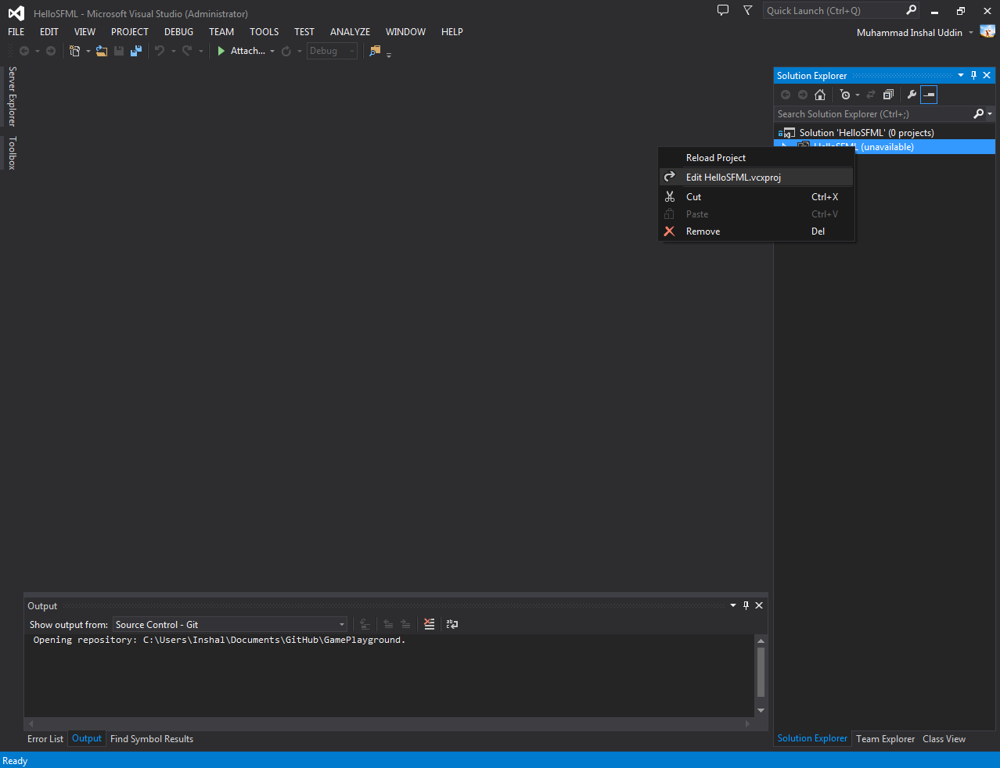 HelloSFML - Microsoft Visual Studio (Administrator)
Quick Launch (Ctrl+Q)
FILE EDIT VIEW PROJECT DEBUG TEAM TOOLS TEST ANALYZE WINDOW HELP
Muhammad Inshal Uddin
Attach... Debug
Server Explorer
Toolbox
Solution Explorer
Search Solution Explorer (Ctrl+;)
Solution 'HelloSFML' (0 projects)
HelloSFML (unavailable)
Reload Project
Edit HelloSFML.vcxproj
Cut Ctrl+X
Paste Ctrl+V
Remove Del
Output
Show output from: Source Control - Git
Opening repository: C:\Users\Inshal\Documents\GitHub\GamePlayground.
Error List Output Find Symbol Results
Solution Explorer Team Explorer Class View
Ready